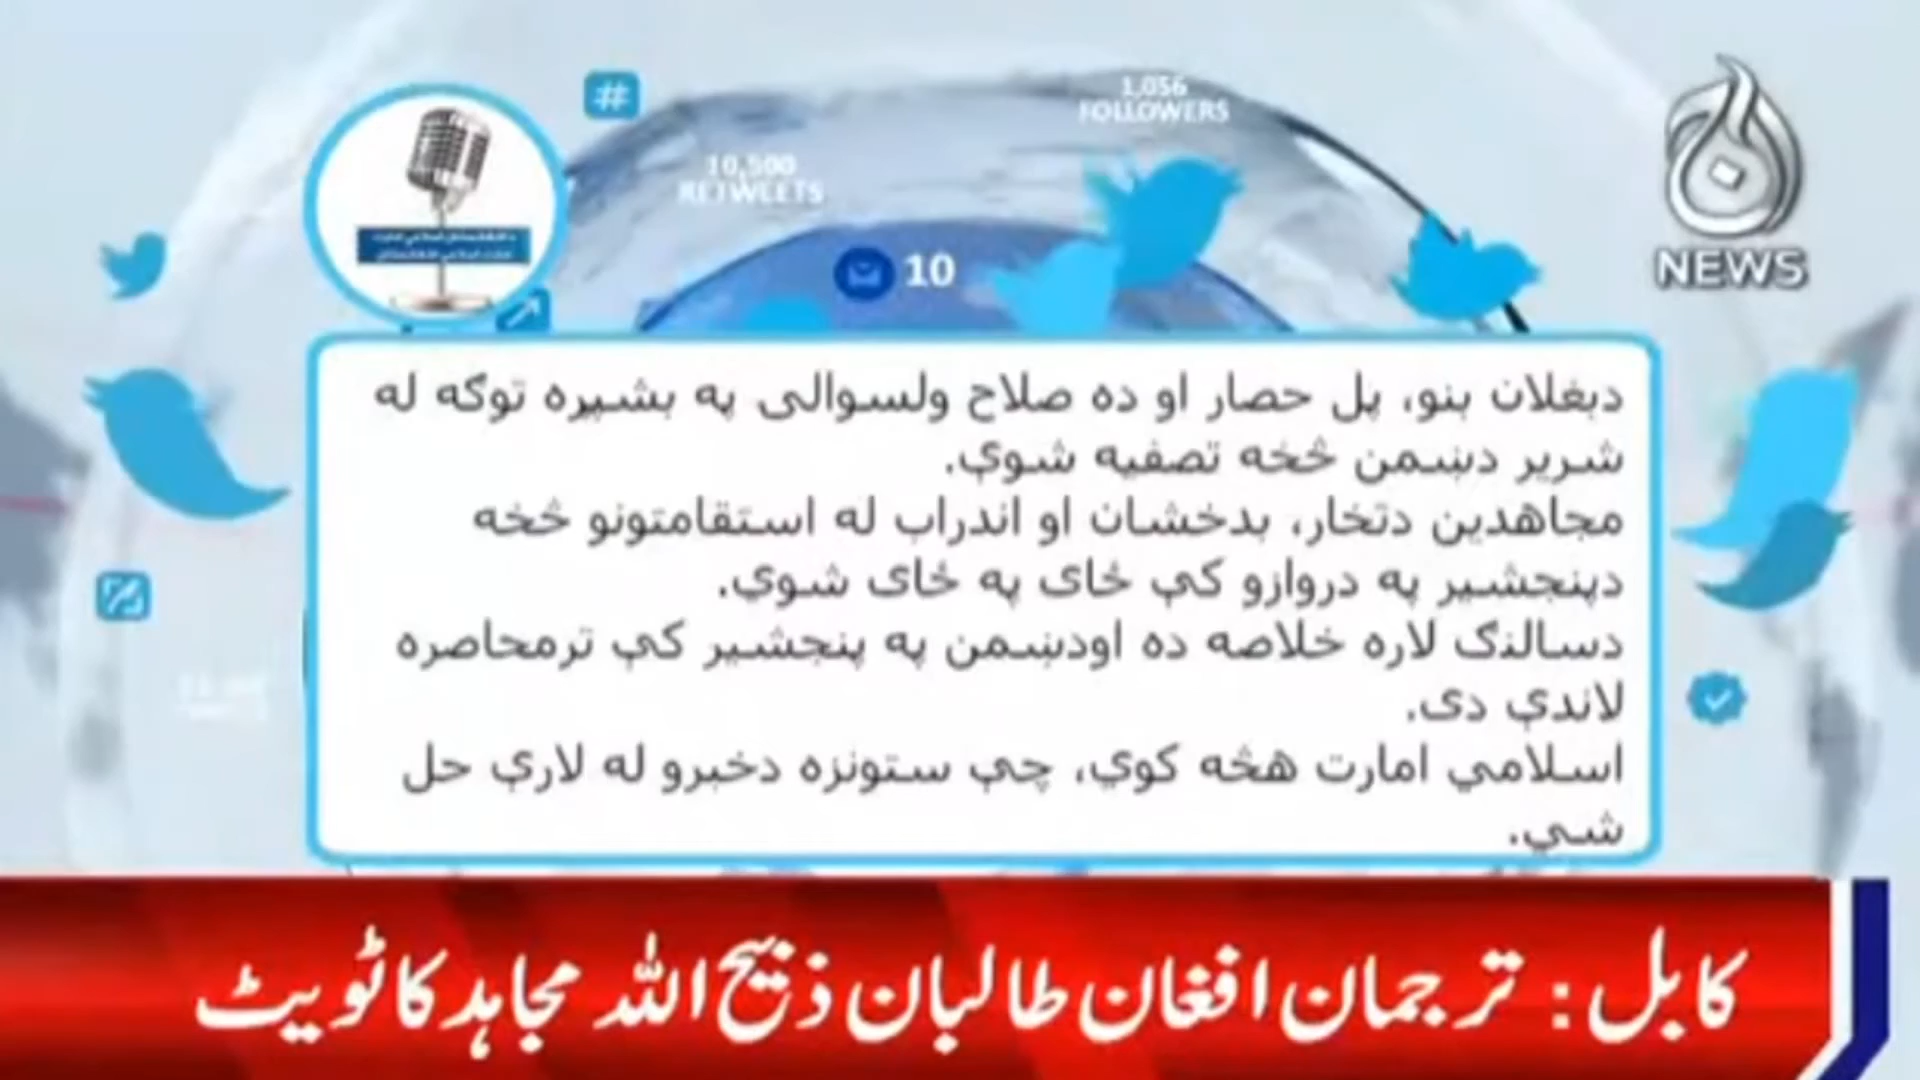 #
1,056
FOLLOWERS
10,500
RETWEETS
10
NEWS
دبغلان بنو، پل حصار او ده صلاح ولسوالی په بشپړه توګه له
شریر دښمن څخه تصفیه شوې.
مجاهدین دتخار، بدخشان او اندراب له استقامتونو څخه
دپنجشیر په دروازو کې ځای په ځای شوي.
دسالنګ لاره خلاصه ده اودښمن په پنجشیر کې ترمحاصره
لاندې دی.
اسلامي امارت هڅه کوي، چې ستونزه دخبرو له لارې حل
شي.
کابل : ترجمان افغان طالبان ذبیح اللہ مجاہد کا ٹویٹ